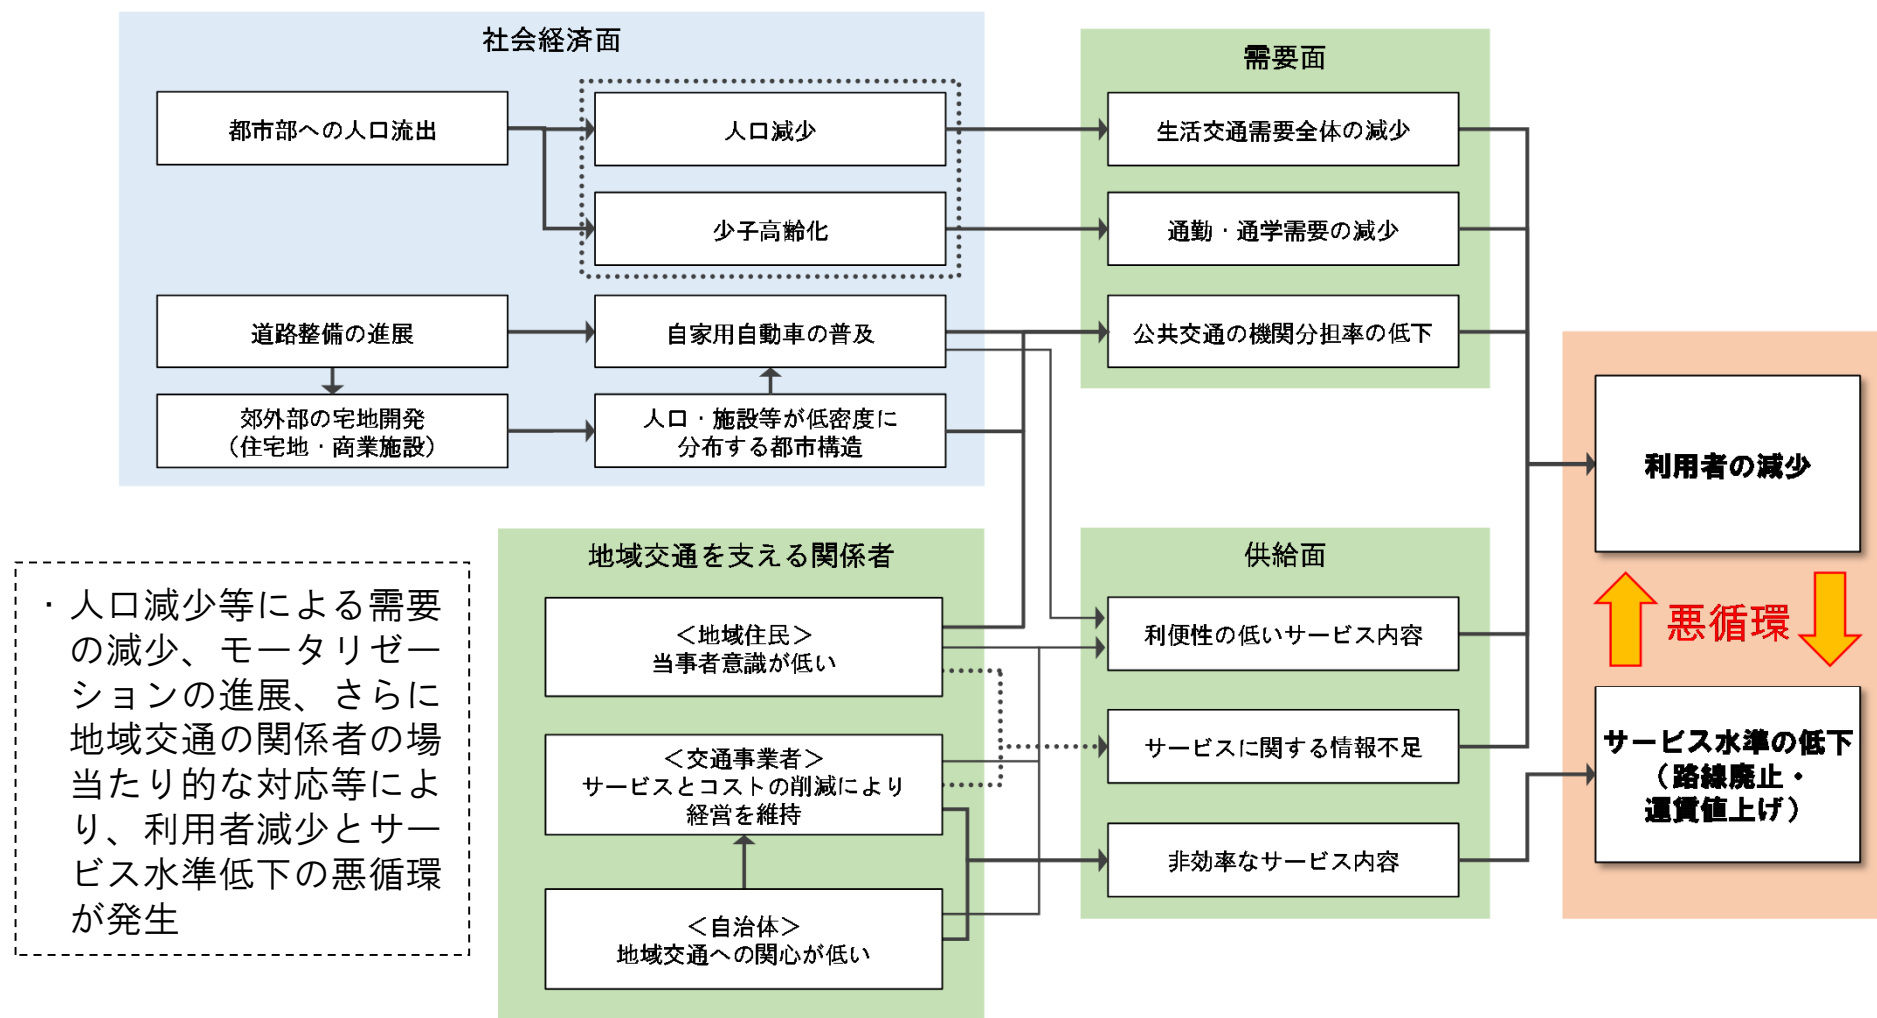 社会経済面
都市部への人口流出
人口減少
少子高齢化
道路整備の進展
自家用自動車の普及
郊外部の宅地開発
(住宅地・商業施設)
人口・施設等が低密度に
分布する都市構造
需要面
生活交通需要全体の減少
通勤・通学需要の減少
公共交通の機関分担率の低下
地域交通を支える関係者
<地域住民>
当事者意識が低い
<交通事業者>
サービスとコストの削減により
経営を維持
<自治体>
地域交通への関心が低い
供給面
利便性の低いサービス内容
サービスに関する情報不足
非効率なサービス内容
利用者の減少
悪循環
サービス水準の低下
(路線廃止・
運賃値上げ)
・人口減少等による需要
の減少、モータリゼー
ションの進展、さらに
地域交通の関係者の場
当たり的な対応等によ
り、利用者減少とサー
ビス水準低下の悪循環
が発生